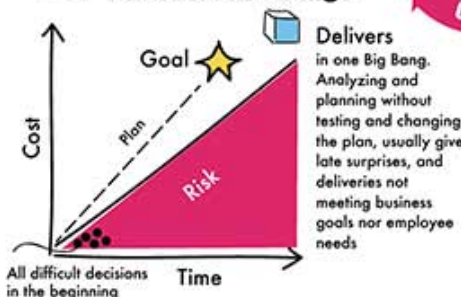 Delivers
in one Big Bang.
Analyzing and
planning without
testing and changing
the plan, usually give
late surprises, and
deliveries not
meeting business
goals nor employee
needs
Goal
Plan
Cost
Risk
All difficult decisions
in the beginning
Time